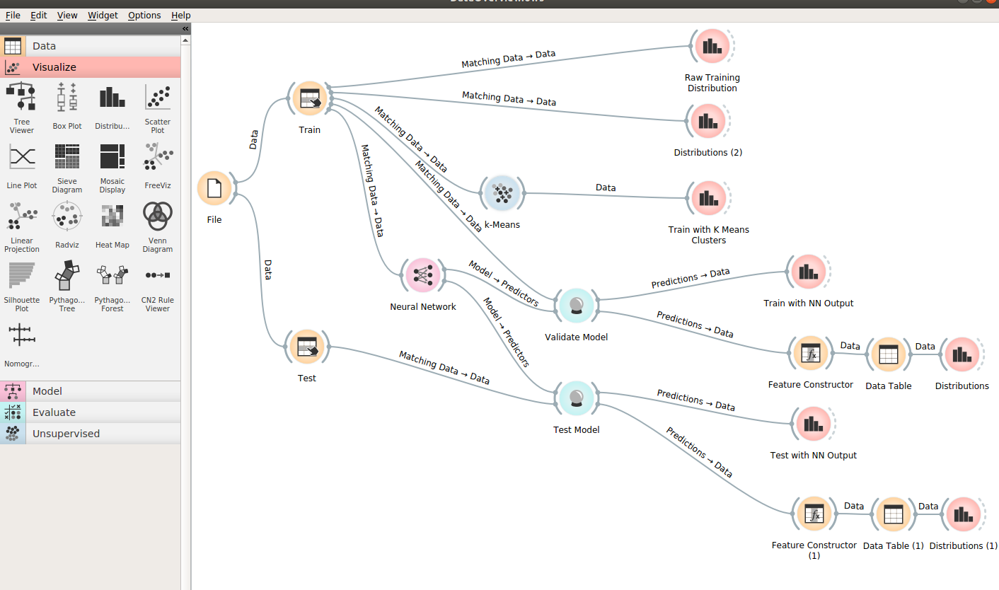 File Edit View Widget Options Help
«
Data
Visualize
Tree
Viewer
Box Plot
Distribu...
Scatter
Plot
Line Plot
Sieve
Diagram
Mosaic
Display
FreeViz
Linear
Projection
Radviz
Heat Map
Venn
Diagram
Silhouette
Plot
Pythago...
Tree
Pythago...
Forest
CN2 Rule
Viewer
Nomogr...
Model
Evaluate
Unsupervised
File
Data
Data
Train
Test
Matching Data → Data
Raw Training
Distribution
Matching Data → Data
Distributions (2)
Matching Data → Data
Matching Data → Data
Matching Data → Data
k-Means
Data
Train with K Means
Clusters
Neural Network
Model → Predictors
Model → Predictors
Matching Data → Data
Validate Model
Predictions → Data
Train with NN Output
Predictions → Data
Feature Constructor
Data
Data Table
Data
Distributions
Test Model
Predictions → Data
Test with NN Output
Predictions → Data
Feature Constructor
(1)
Data
Data Table (1)
Data
Distributions (1)